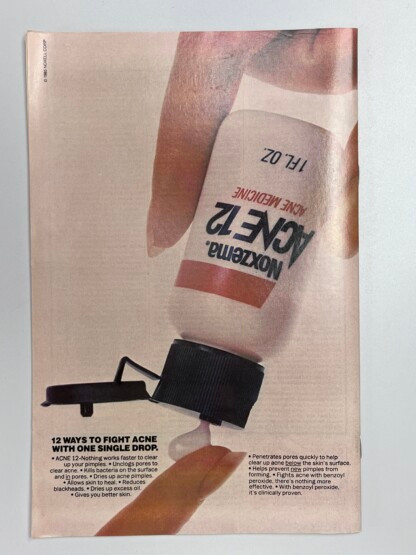 © 1985 NOXELL CORP.
1 FL. OZ.
ACNE MEDICINE
ACNE 12
Noxzema.
12 WAYS TO FIGHT ACNE
WITH ONE SINGLE DROP.
• ACNE 12–Nothing works faster to clear
up your pimples. • Unclogs pores to
clear acne. • Kills bacteria on the surface
and in pores. • Dries up acne pimples.
• Allows skin to heal. • Reduces
blackheads. • Dries up excess oil.
• Gives you better skin.
• Penetrates pores quickly to help
clear up acne below the skin's surface.
• Helps prevent new pimples from
forming. • Fights acne with benzoyl
peroxide, there's nothing more
effective. • With benzoyl peroxide,
it's clinically proven.